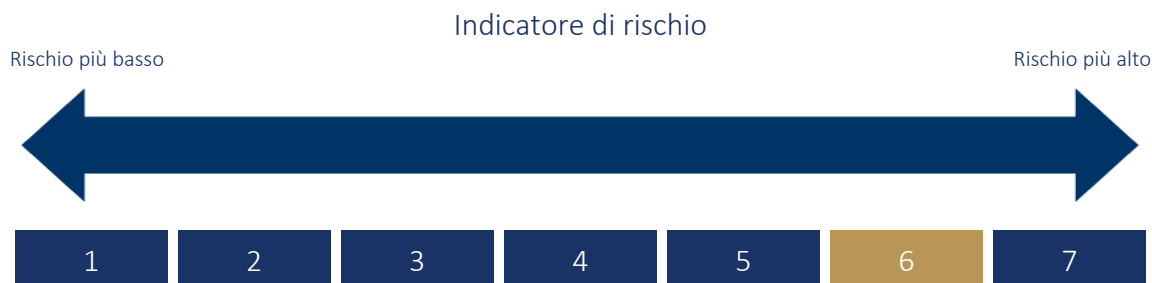 Indicatore di rischio
Rischio più basso Rischio più alto
1 2 3 4 5 6 7